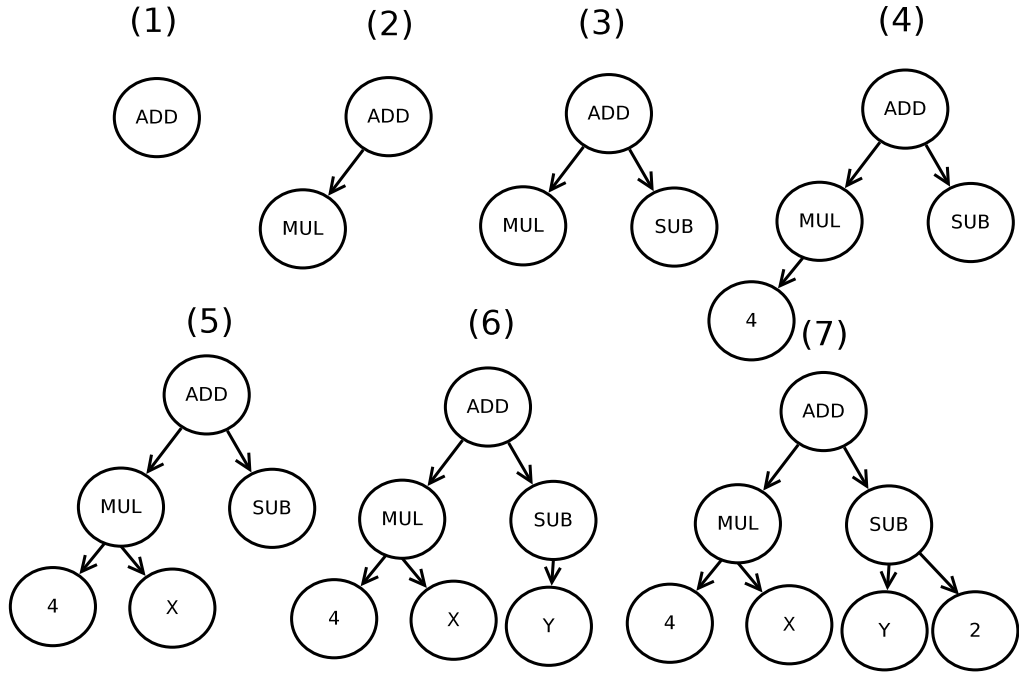 (1)
ADD
(2)
ADD
MUL
(3)
ADD
MUL
SUB
(4)
ADD
MUL
SUB
4
(5)
ADD
MUL
SUB
4
X
(6)
ADD
MUL
SUB
4
X
Y
(7)
ADD
MUL
SUB
4
X
Y
2